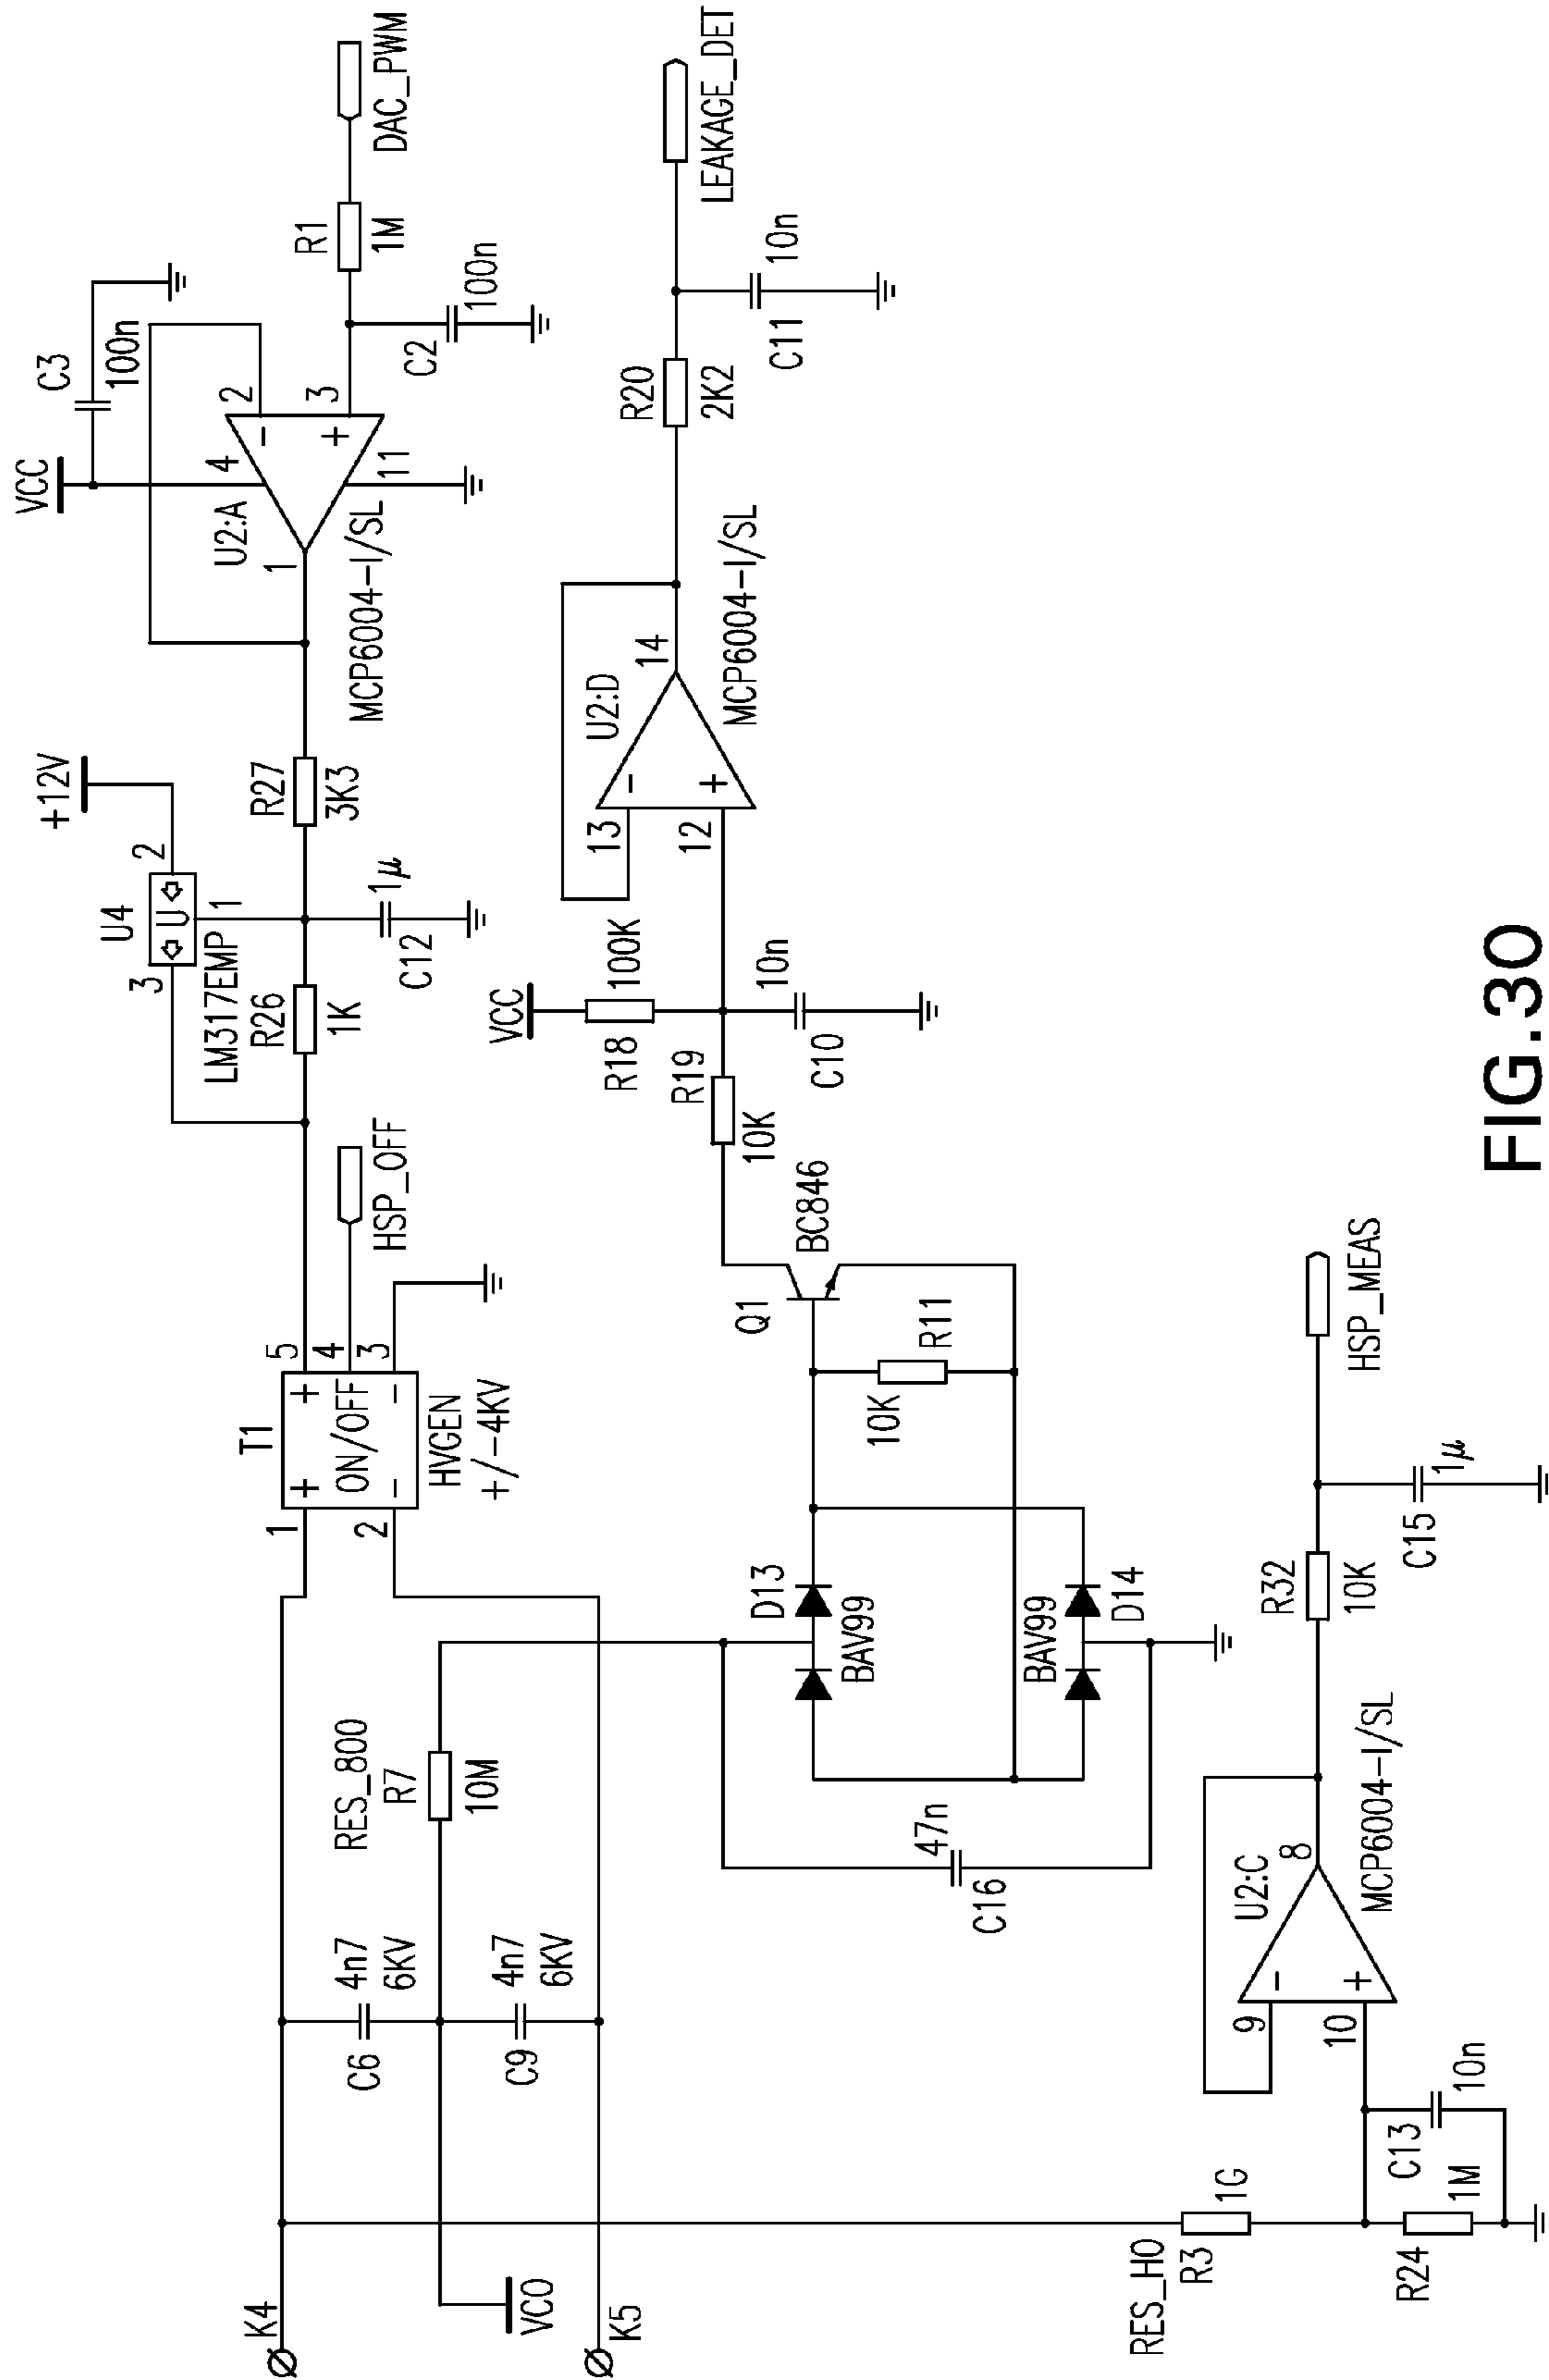 K4
VCO
K5
C6
4n7
6KV
C9
4n7
6KV
RES_800
R7
10M
1
2
T1
+
+
ON/OFF
-
-
5
4
3
HVGEN
+/-4KV
HSP_OFF
U4
3
U
2
1
LM317EMP
+12V
R26
1K
C12
1µ
R27
3K3
VCC
C3
100n
U2:A
4
1
2
-
3
+
11
MCP6004-I/SL
C2
100n
R1
1M
DAC_PWM
C16
47n
D13
BAV99
BAV99
D14
10K
R11
Q1
BC846
R19
10K
VCC
R18
100K
C10
10n
13
-
12
+
U2:D
14
MCP6004-I/SL
R20
2K2
C11
10n
LEAKAGE_DET
RES_HO
R3
1G
R24
1M
C13
10n
9
-
10
+
U2:C
8
MCP6004-I/SL
R32
10K
C15
1µ
HSP_MEAS
FIG.30